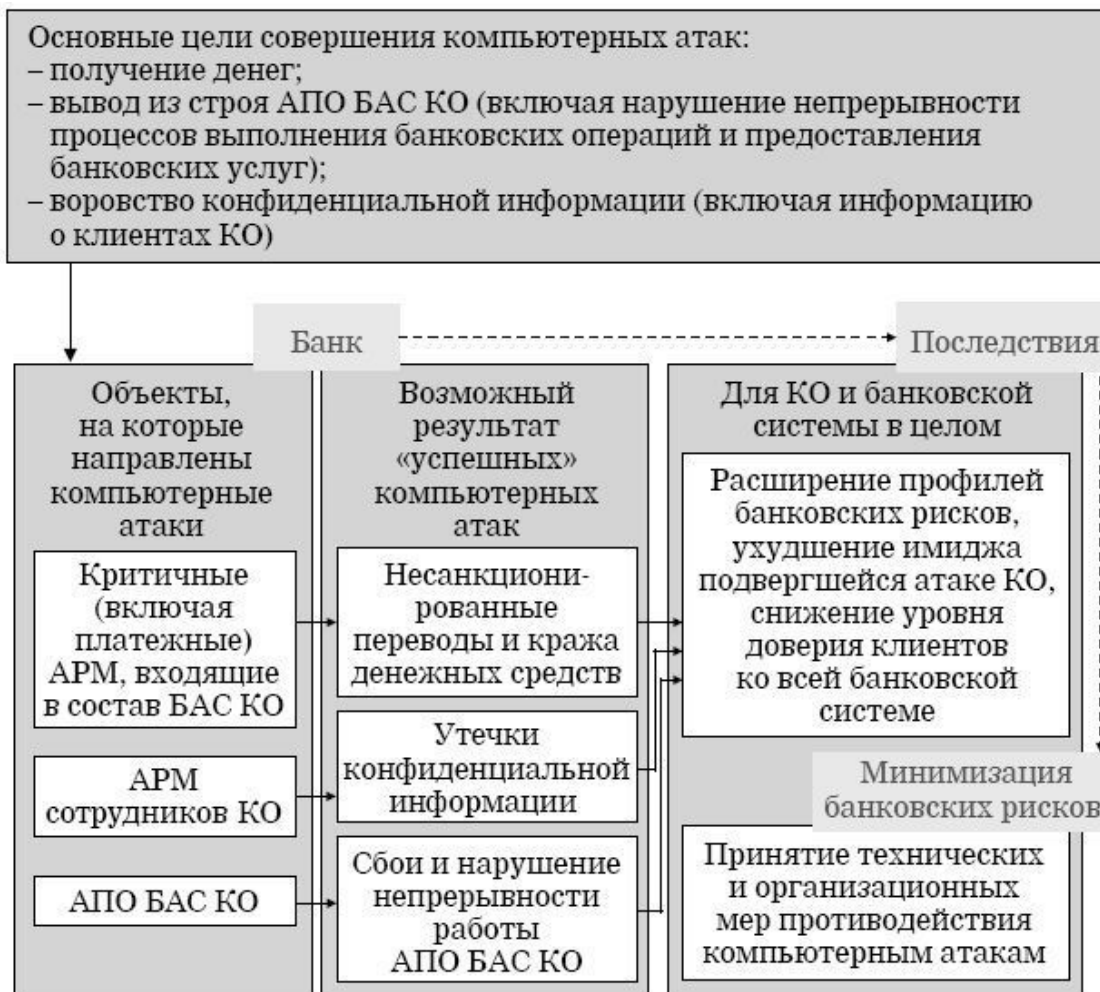 Основные цели совершения компьютерных атак:
– получение денег;
– вывод из строя АПО БАС КО (включая нарушение непрерывности
процессов выполнения банковских операций и предоставления
банковских услуг);
– воровство конфиденциальной информации (включая информацию
о клиентах КО)
Банк
Последствия
Объекты,
на которые
направлены
компьютерные
атаки
Критичные
(включая
платежные)
АРМ, входящие
в состав БАС КО
АРМ
сотрудников КО
АПО БАС КО
Возможный
результат
«успешных»
компьютерных
атак
Несанкциони-
рованные
переводы и кража
денежных средств
Утечки
конфиденциальной
информации
Сбои и нарушение
непрерывности
работы
АПО БАС КО
Для КО и банковской
системы в целом
Расширение профилей
банковских рисков,
ухудшение имиджа
подвергшейся атаке КО,
снижение уровня
доверия клиентов
ко всей банковской
системе
Минимизация
банковских рисков
Принятие технических
и организационных
мер противодействия
компьютерным атакам